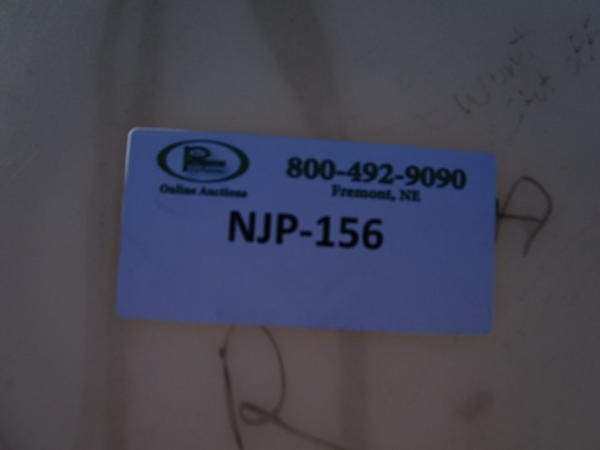 800-492-9090
Online Auctions
Fremont, NE
NJP-156
R